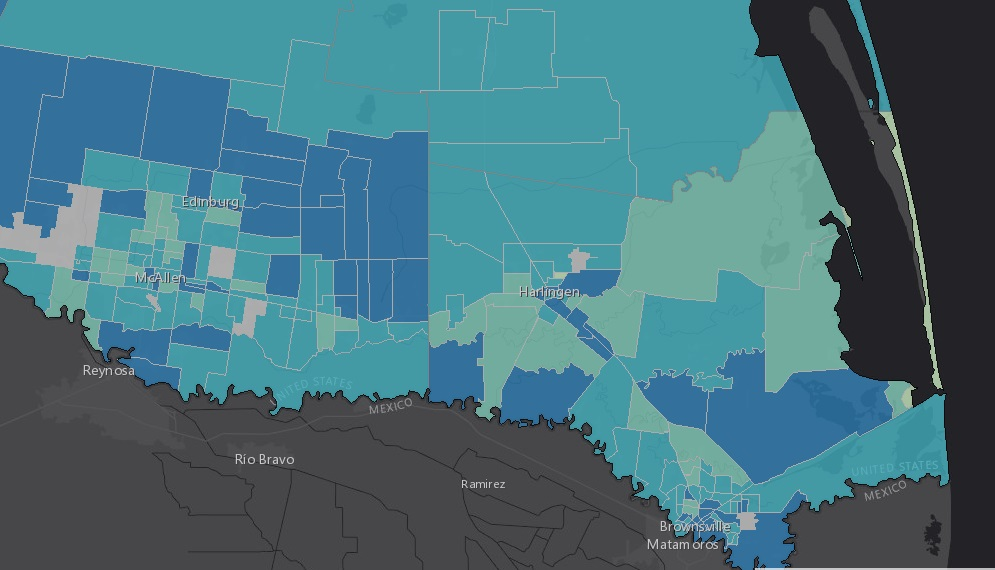 Edinburg
McAllen
Harlingen
Reynosa
UNITED STATES
MEXICO
Rio Bravo
Ramirez
UNITED STATES
MEXICO
Brownsville
Matamoros